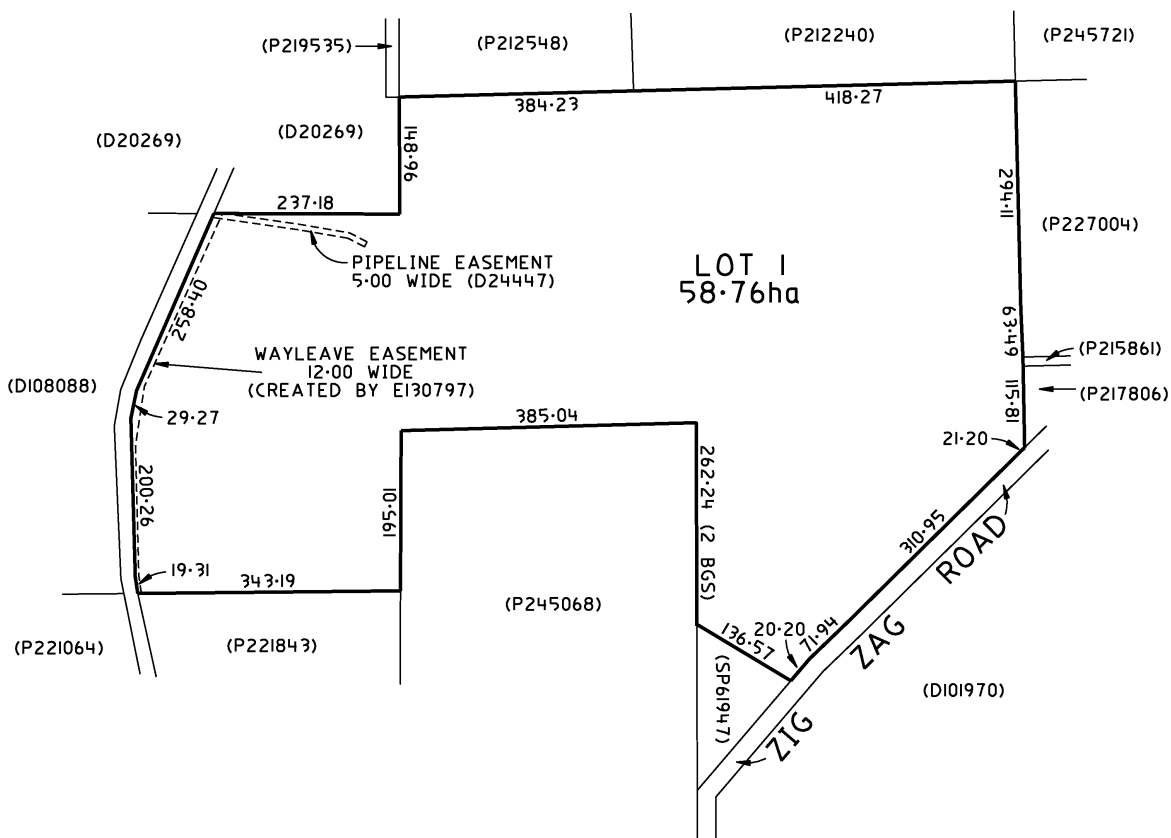 (P219535)
(P212548)
(P212240)
(P245721)
384·23
418·27
(D20269)
(D20269)
148·96
237·18
294·11
(P227004)
PIPELINE EASEMENT
5·00 WIDE (D24447)
LOT 1
58·76ha
258·40
WAYLEAVE EASEMENT
12·00 WIDE
(CREATED BY E130797)
63·49
(P215861)
(D108088)
(P217806)
115·81
29·27
385·04
21·20
200·26
195·01
262·24 (2 BGS)
310·95
ROAD
19·31
343·19
(P245068)
(P221064)
(P221843)
136·57
20·20
71·94
ZAG
(SP61947)
(D101970)
ZIG